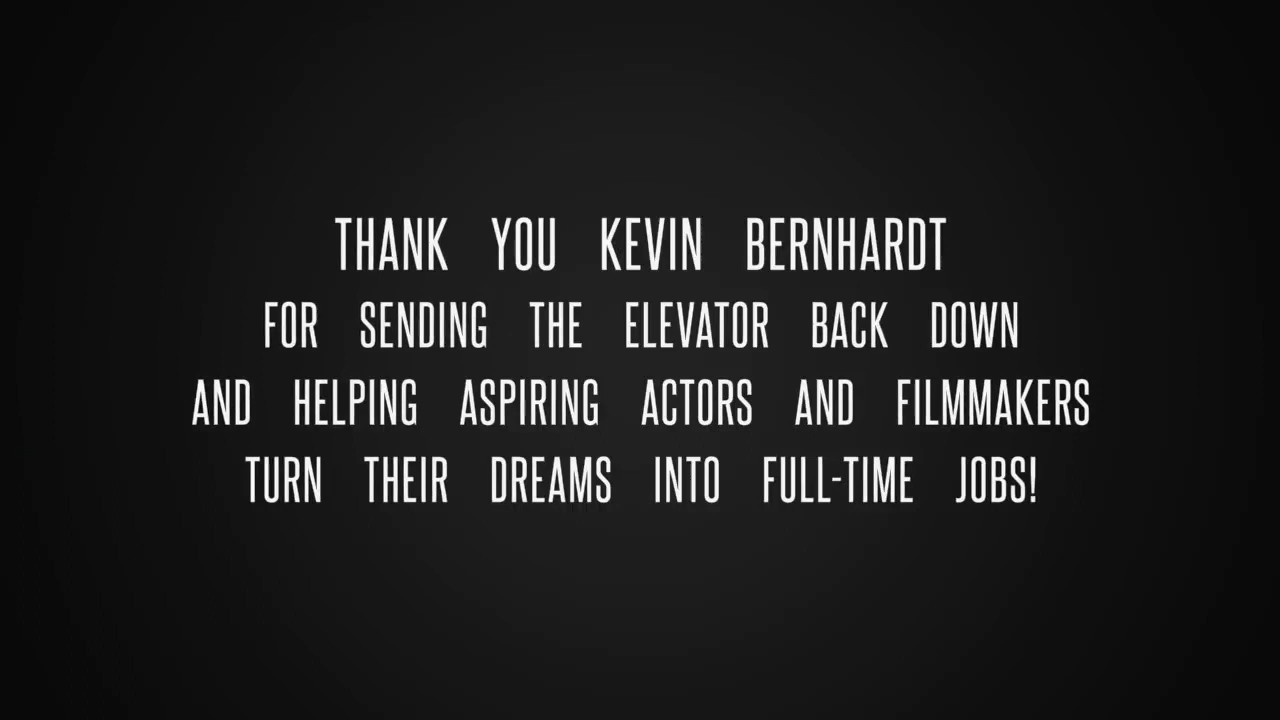 THANK YOU KEVIN BERNHARDT
FOR SENDING THE ELEVATOR BACK DOWN
AND HELPING ASPIRING ACTORS AND FILMMAKERS
TURN THEIR DREAMS INTO FULL-TIME JOBS!